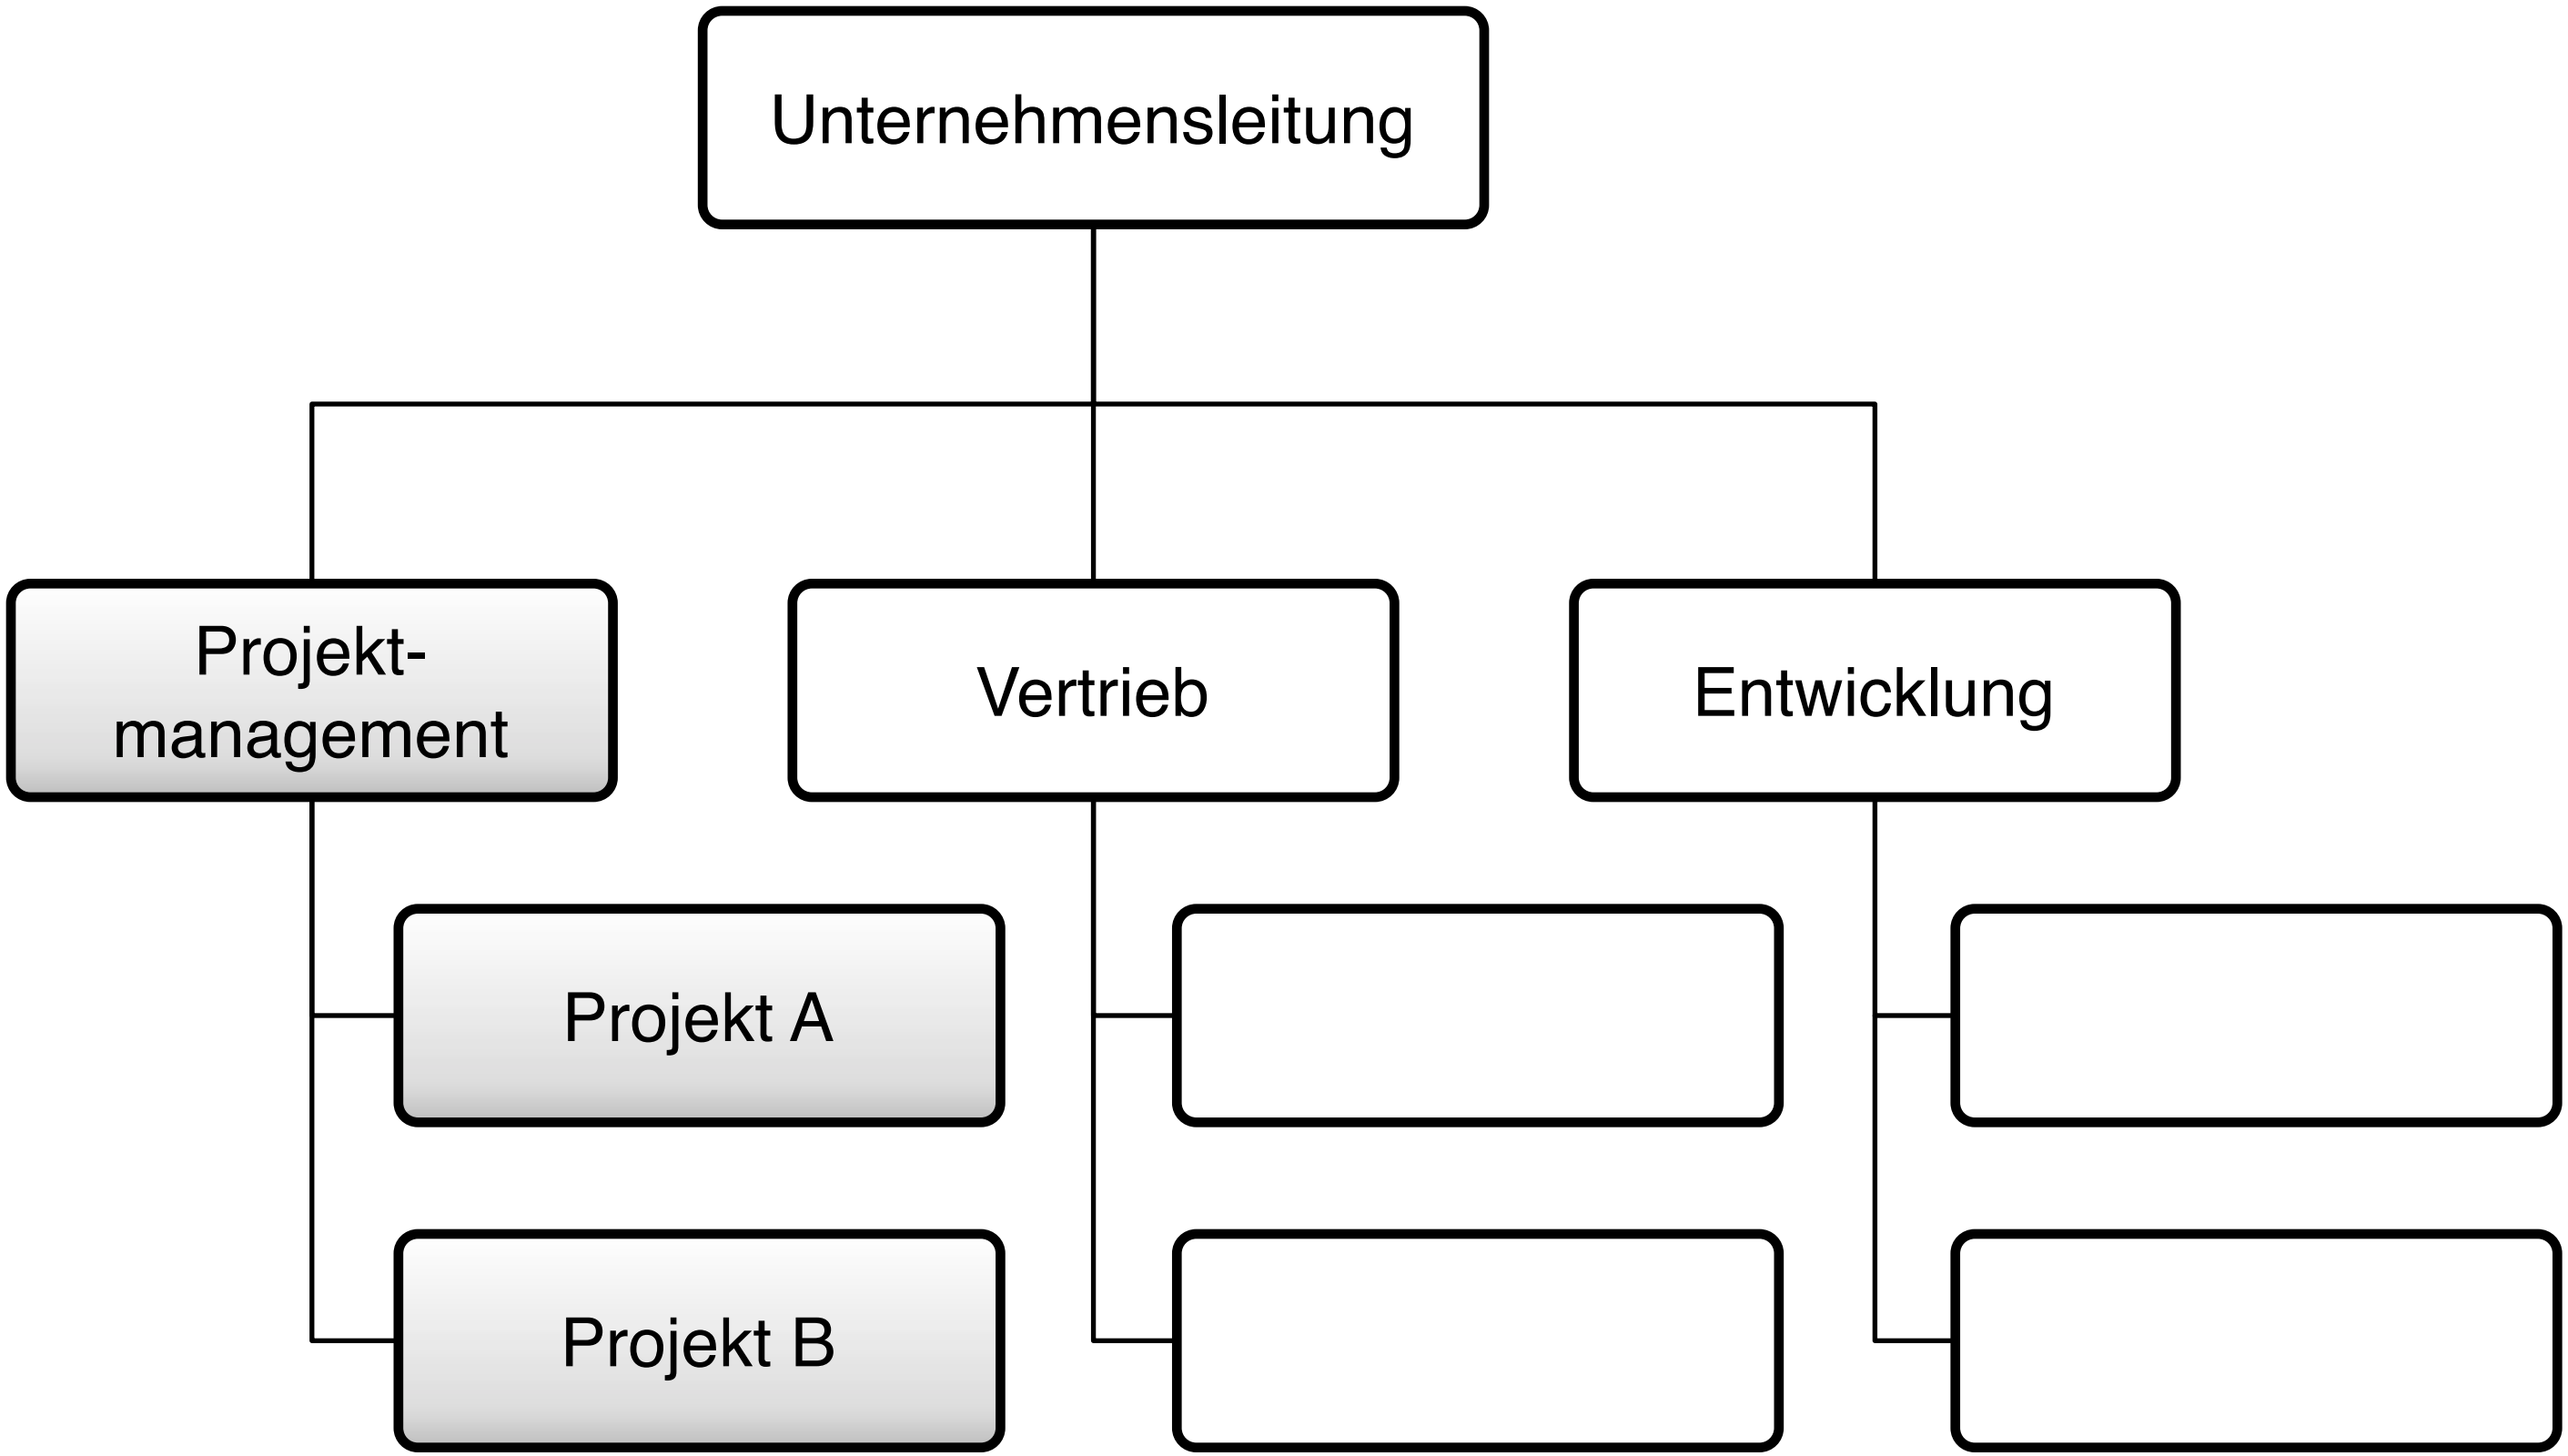 Unternehmensleitung
Projekt-
management
Vertrieb
Entwicklung
Projekt A
Projekt B